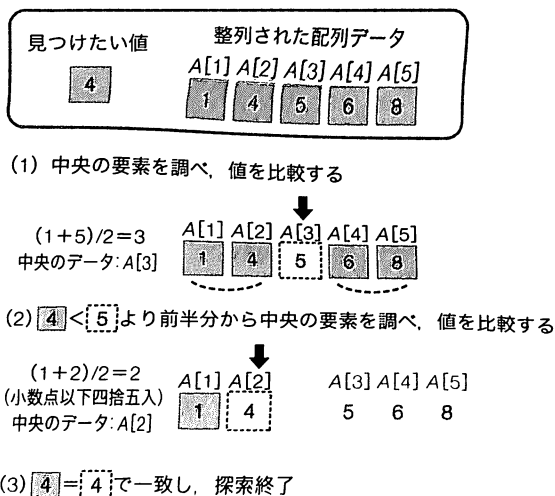 見つけたい値
整列された配列データ
4
A[1] A[2] A[3] A[4] A[5]
1 4 5 6 8
(1) 中央の要素を調べ，値を比較する
(1+5)/2=3
中央のデータ:A[3]
A[1] A[2] A[3] A[4] A[5]
1 4 5 6 8
(2) 4<5より前半分から中央の要素を調べ，値を比較する
(1+2)/2=2
(小数点以下四捨五入)
中央のデータ:A[2]
A[1] A[2] A[3] A[4] A[5]
1 4 5 6 8
(3) 4=4で一致し，探索終了